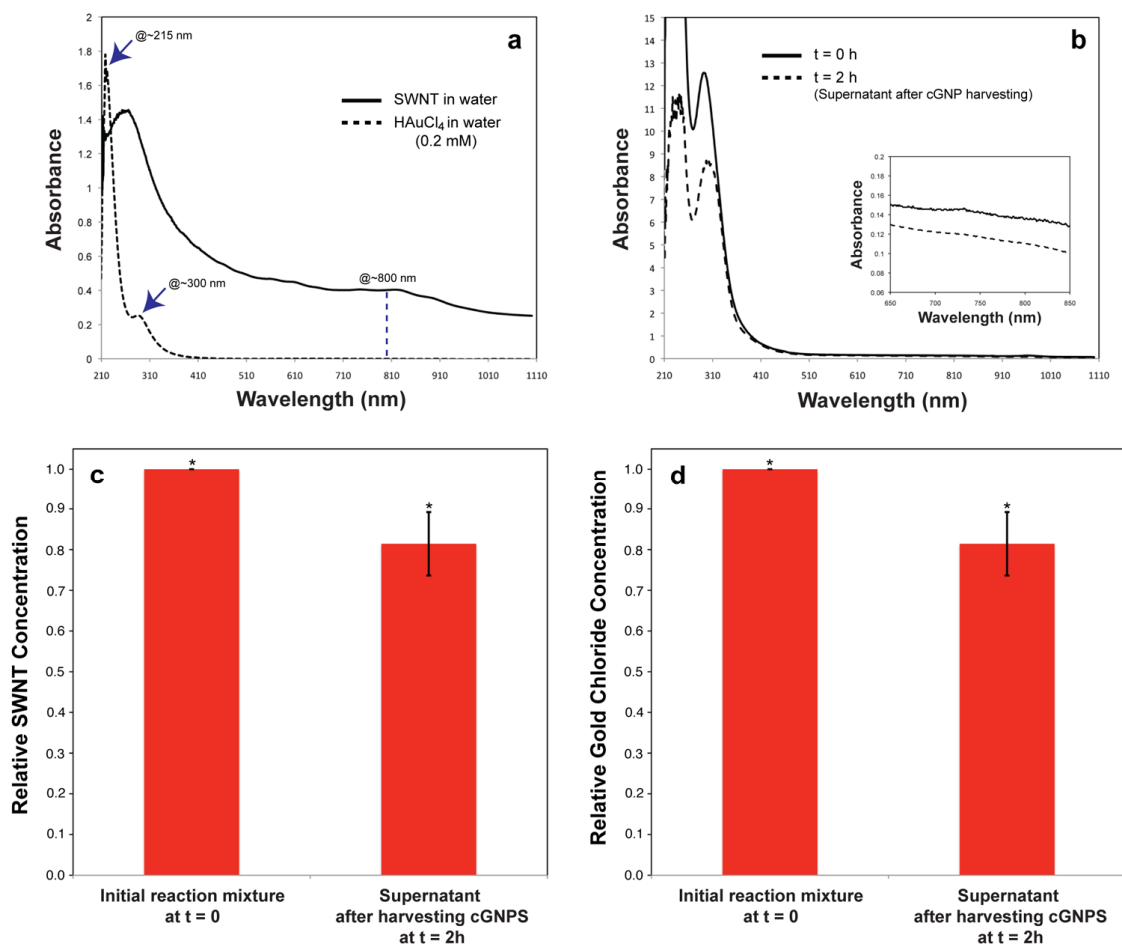 a
@~215 nm
@~300 nm
@~800 nm
SWNT in water
HAuCl4 in water
(0.2 mM)
Absorbance
2
1.8
1.6
1.4
1.2
1
0.8
0.6
0.4
0.2
0
210 310 410 510 610 710 810 910 1010 1110
Wavelength (nm)
b
t = 0 h
t = 2 h
(Supernatant after cGNP harvesting)
Absorbance
15
14
13
12
11
10
9
8
7
6
5
4
3
2
1
0
210 310 410 510 610 710 810 910 1010 1110
Wavelength (nm)
Absorbance
0.2
0.18
0.16
0.14
0.12
0.1
0.08
0.06
650 700 750 800 850
Wavelength (nm)
c
Relative SWNT Concentration
1.0
0.9
0.8
0.7
0.6
0.5
0.4
0.3
0.2
0.1
0.0
*
*
Initial reaction mixture
at t = 0
Supernatant
after harvesting cGNPS
at t = 2h
d
Relative Gold Chloride Concentration
1.0
0.9
0.8
0.7
0.6
0.5
0.4
0.3
0.2
0.1
0.0
*
*
Initial reaction mixture
at t = 0
Supernatant
after harvesting cGNPS
at t = 2h